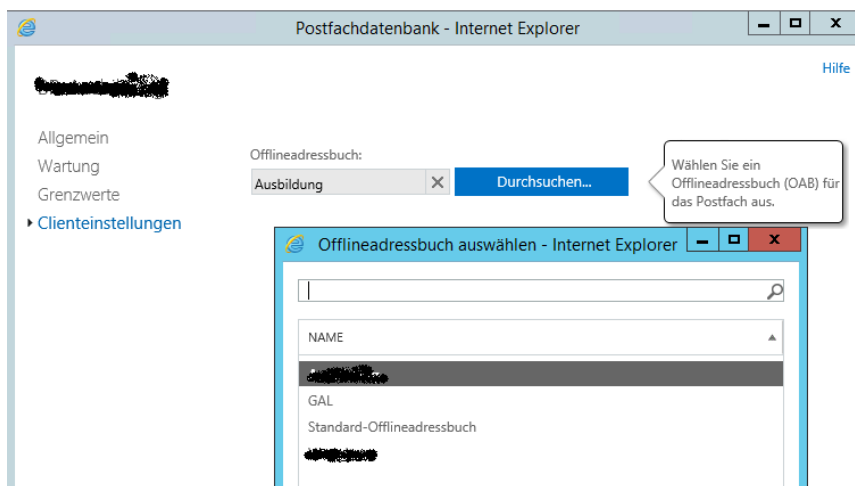 Postfachdatenbank - Internet Explorer
Hilfe
Allgemein
Wartung
Grenzwerte
Clienteinstellungen
Offlineadressbuch:
Ausbildung
Durchsuchen...
Wählen Sie ein
Offlineadressbuch (OAB) für
das Postfach aus.
Offlineadressbuch auswählen - Internet Explorer
NAME
GAL
Standard-Offlineadressbuch